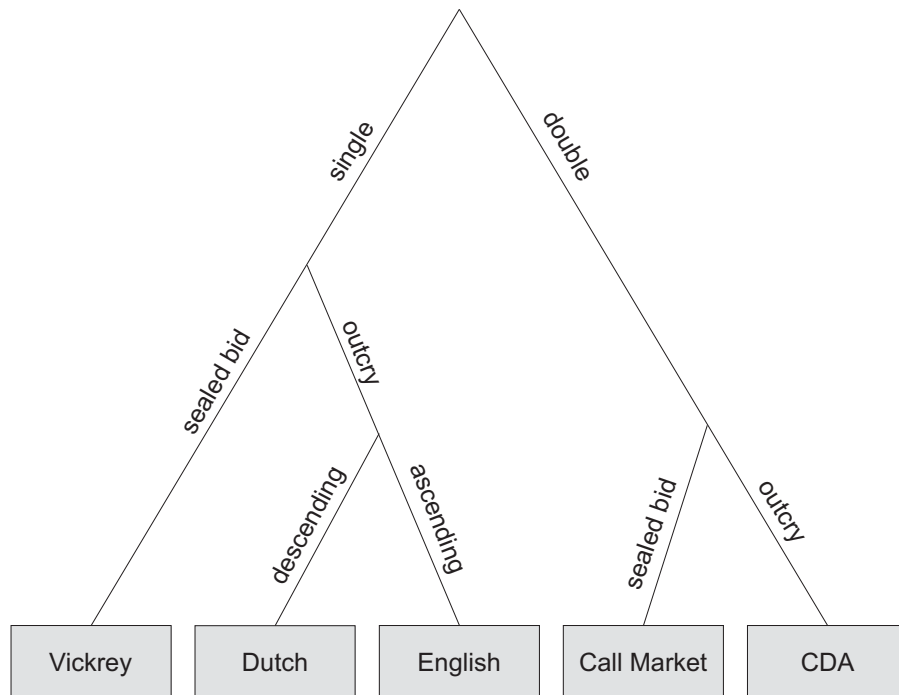 single
double
sealed bid
outcry
descending
ascending
sealed bid
outcry
Vickrey
Dutch
English
Call Market
CDA